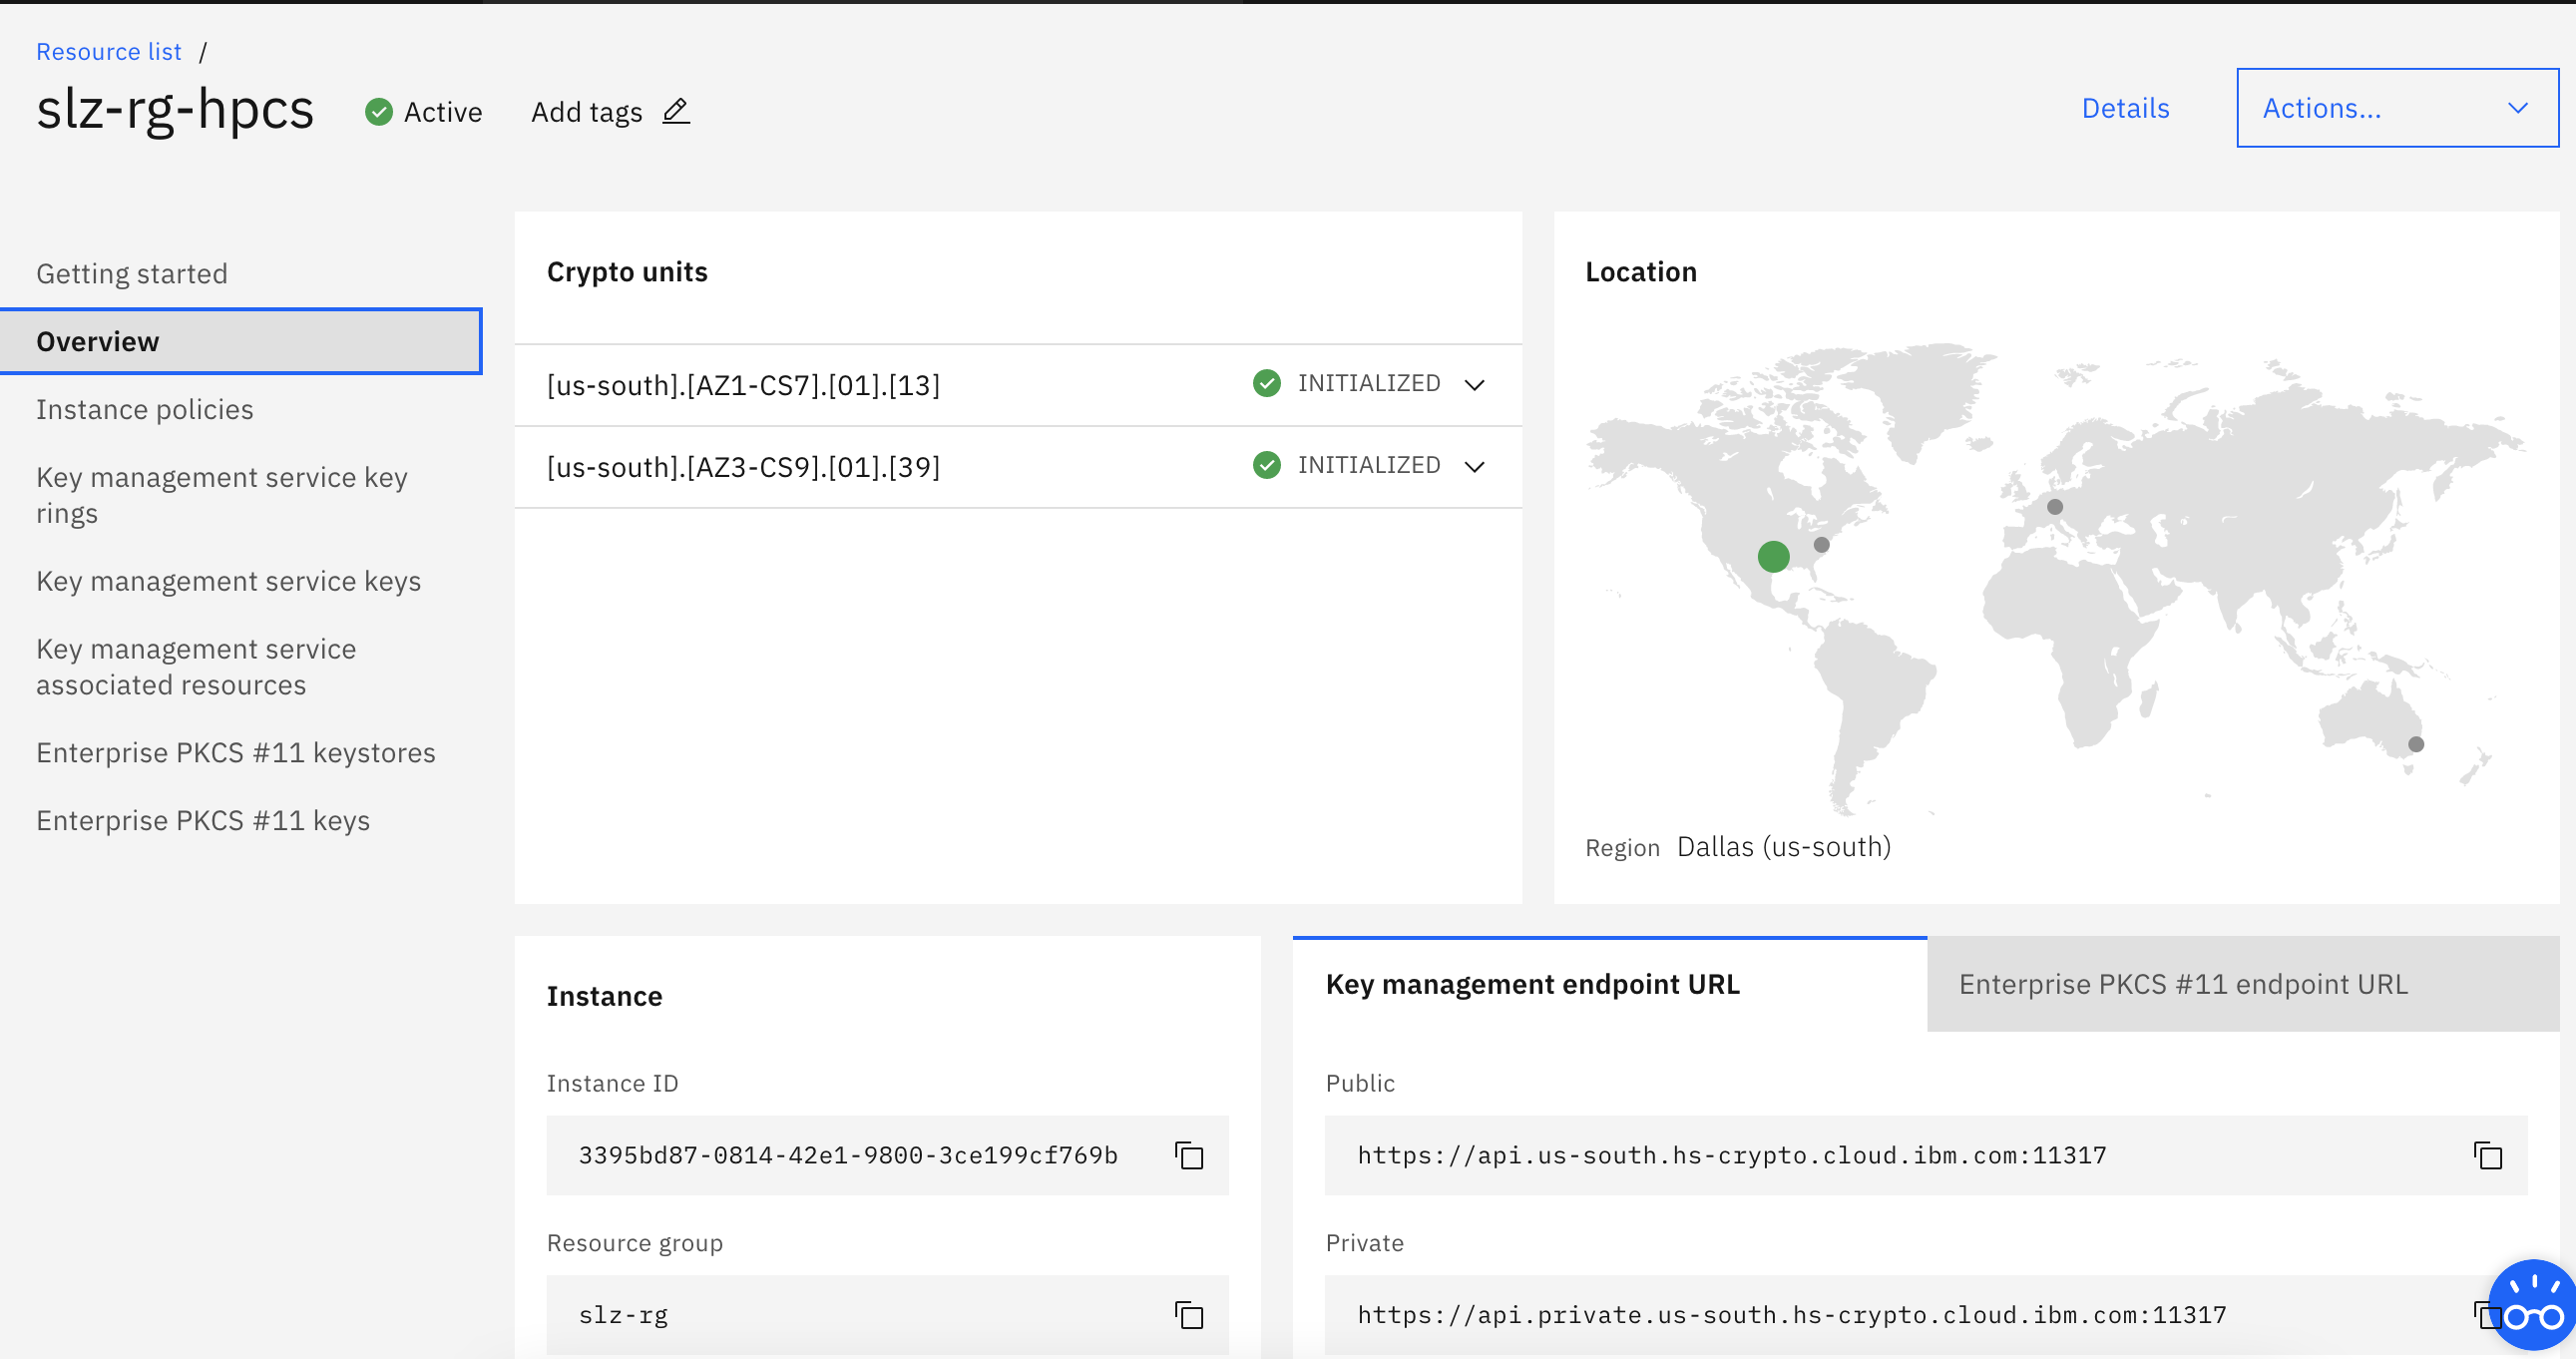 Resource list /
slz-rg-hpcs
Active
Add tags
Details
Actions...
Getting started
Overview
Instance policies
Key management service key
rings
Key management service keys
Key management service
associated resources
Enterprise PKCS #11 keystores
Enterprise PKCS #11 keys
Crypto units
[us-south].[AZ1-CS7].[01].[13] INITIALIZED
[us-south].[AZ3-CS9].[01].[39] INITIALIZED
Location
Region Dallas (us-south)
Instance
Instance ID
3395bd87-0814-42e1-9800-3ce199cf769b
Resource group
slz-rg
Key management endpoint URL
Enterprise PKCS #11 endpoint URL
Public
https://api.us-south.hs-crypto.cloud.ibm.com:11317
Private
https://api.private.us-south.hs-crypto.cloud.ibm.com:11317